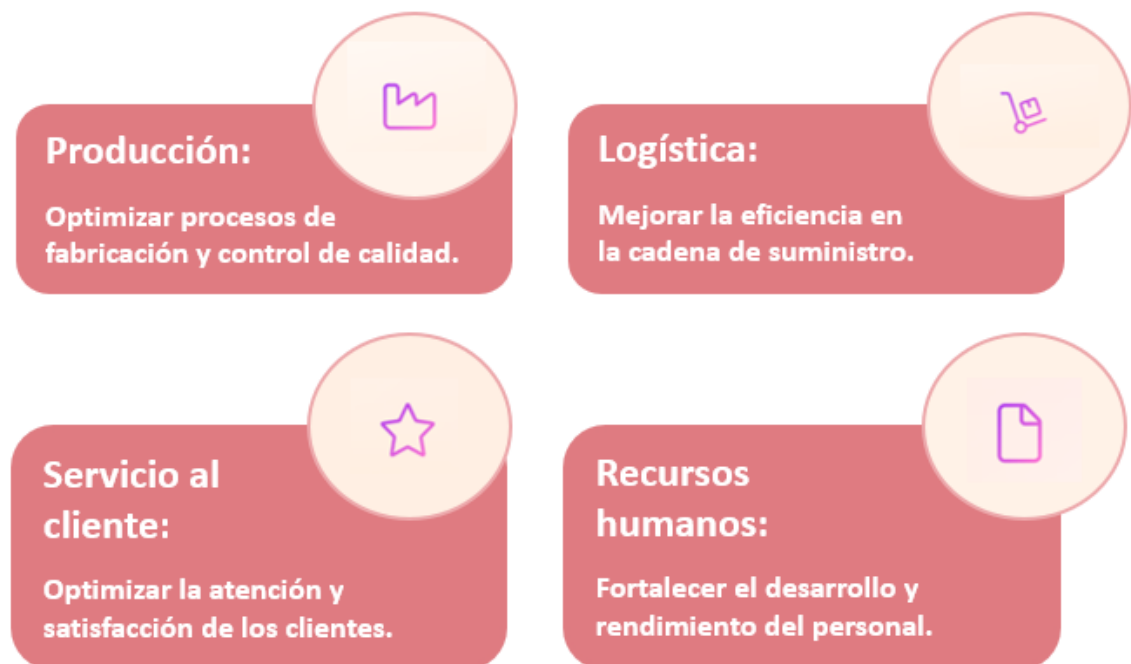 Producción:
Optimizar procesos de
fabricación y control de calidad.
Logística:
Mejorar la eficiencia en
la cadena de suministro.
Servicio al
cliente:
Optimizar la atención y
satisfacción de los clientes.
Recursos
humanos:
Fortalecer el desarrollo y
rendimiento del personal.